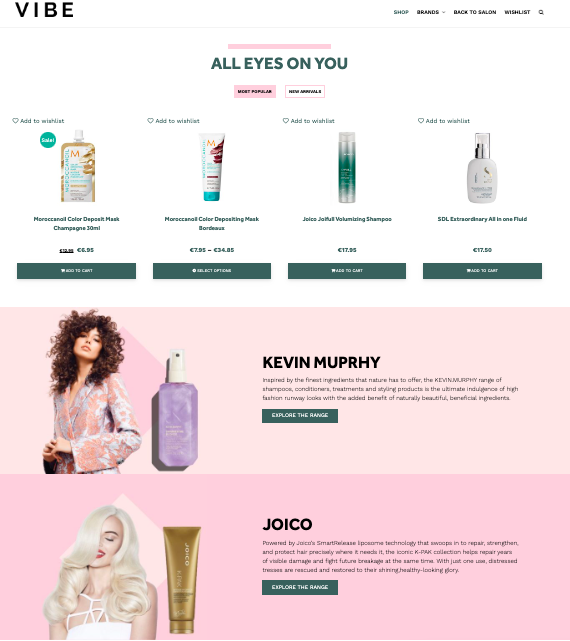 VIBE
SHOP BRANDS BACK TO SALON WISHLIST
ALL EYES ON YOU
MOST POPULAR NEW ARRIVALS
Add to wishlist Add to wishlist Add to wishlist Add to wishlist
Sale!
MOROCCANOIL
MOROCCANOIL
JOICO
Moroccanoil Color Deposit Mask
Champagne 30ml
Moroccanoil Color Depositing Mask
Bordeaux
Joico Joifull Volumizing Shampoo
SDL Extraordinary All in one Fluid
€12.95 €6.95
€7.95 – €34.85
€17.95
€17.50
ADD TO CART SELECT OPTIONS ADD TO CART ADD TO CART
KEVIN MUPRHY
Inspired by the finest ingredients that nature has to offer, the KEVIN.MURPHY range of
shampoos, conditioners, treatments and styling products is the ultimate indulgence of high
fashion runway looks with the added benefit of naturally beautiful, beneficial ingredients.
EXPLORE THE RANGE
JOICO
JOICO
Powered by Joico's SmartRelease liposome technology that swoops in to repair, strengthen,
and protect hair precisely where it needs it, the iconic K-PAK collection helps repair years
of visible damage and fight future breakage at the same time. With just one use, distressed
tresses are rescued and restored to their shining,healthy-looking glory.
EXPLORE THE RANGE